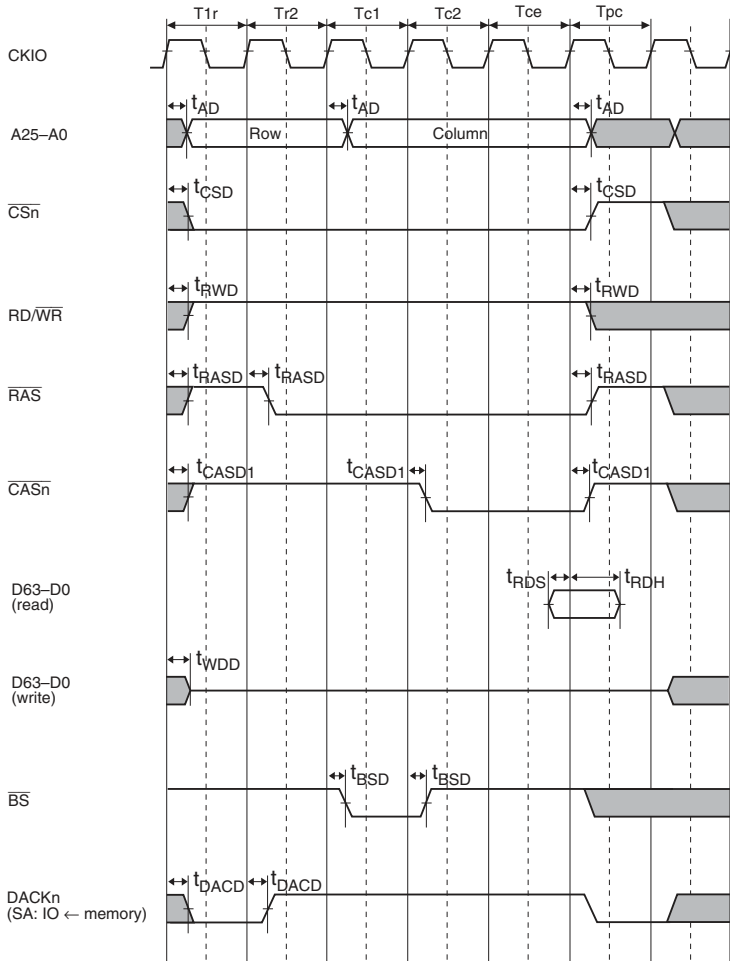 T1r Tr2 Tc1 Tc2 Tce Tpc
CKIO
tAD tAD tAD
A25–A0 Row Column
tCSD tCSD
CSn
tRWD tRWD
RD/WR
tRASD tRASD tRASD
RAS
tCASD1 tCASD1 tCASD1
CASn
tRDS tRDH
D63–D0
(read)
tWDD
D63–D0
(write)
tBSD tBSD
BS
tDACD tDACD
DACKn
(SA: IO ← memory)